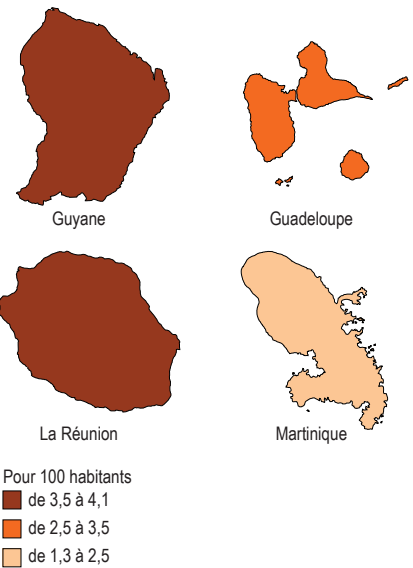 Guyane
Guadeloupe
La Réunion
Martinique
Pour 100 habitants
de 3,5 à 4,1
de 2,5 à 3,5
de 1,3 à 2,5